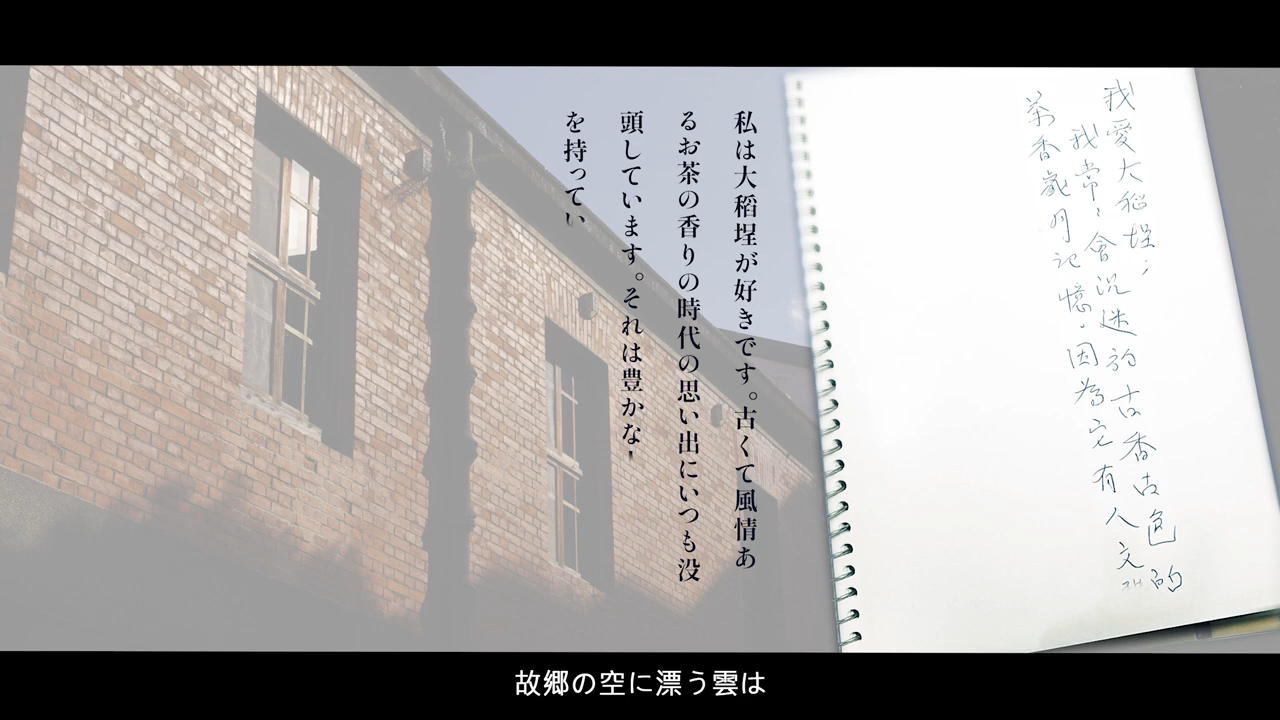 我愛大稻埕；
我常々會沉迷於古香古色的
茶香歲月記憶．因為它有人文
私は大稲埕が好きです。古くて風情あ
るお茶の香りの時代の思い出にいつも没
頭しています。それは豊かな
を持ってい
故郷の空に漂う雲は